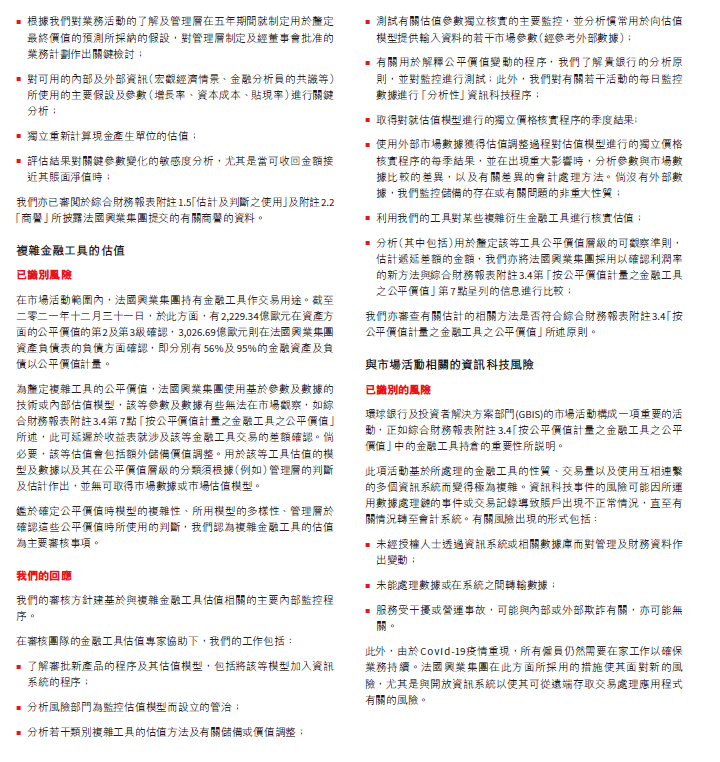 ▪ 根據我們對業務活動的了解及管理層在五年期間就制定用於釐定
最終價值的預測所採納的假設，對管理層制定及經董事會批准的
業務計劃作出關鍵檢討；
▪ 對可用的內部及外部資訊（宏觀經濟情景、金融分析員的共識等）
所使用的主要假設及參數（增長率、資本成本、貼現率）進行關鍵
分析；
▪ 獨立重新計算現金產生單位的估值；
▪ 評估結果對關鍵參數變化的敏感度分析，尤其是當可收回金額接
近其賬面淨值時；
我們亦已審閱於綜合財務報表附註1.5「估計及判斷之使用」及附註2.2
「商譽」所披露法國興業集團提交的有關商譽的資料。
複雜金融工具的估值
已識別風險
在市場活動範圍內，法國興業集團持有金融工具作交易用途。截至
二零二一年十二月三十一日，於此方面，有2,229.34億歐元在資產方
面的公平價值的第2及第3級確認，3,026.69億歐元則在法國興業集團
資產負債表的負債方面確認，即分別有56%及95%的金融資產及負
債以公平價值計量。
為釐定複雜工具的公平價值，法國興業集團使用基於參數及數據的
技術或內部估值模型，該等參數及數據有些無法在市場觀察，如綜
合財務報表附註3.4第7點「按公平價值計量之金融工具之公平價值」
所述，此可延遲於收益表就涉及該等金融工具交易的差額確認。倘
必要，該等估值會包括額外儲備價值調整。用於該等工具估值的模
型及數據以及其在公平價值層級的分類須根據（例如）管理層的判斷
及估計作出，並無可取得市場數據或市場估值模型。
鑑於確定公平價值時模型的複雜性、所用模型的多樣性、管理層於
確認這些公平價值時所使用的判斷，我們認為複雜金融工具的估值
為主要審核事項。
我們的回應
我們的審核方針建基於與複雜金融工具估值相關的主要內部監控程
序。
在審核團隊的金融工具估值專家協助下，我們的工作包括：
▪ 了解審批新產品的程序及其估值模型，包括將該等模型加入資訊
系統的程序；
▪ 分析風險部門為監控估值模型而設立的管治；
▪ 分析若干類別複雜工具的估值方法及有關儲備或價值調整；
▪ 測試有關估值參數獨立核實的主要監控，並分析慣常用於向估值
模型提供輸入資料的若干市場參數（經參考外部數據）；
▪ 有關用於解釋公平價值變動的程序，我們了解貴銀行的分析原
則，並對監控進行測試；此外，我們對有關若干活動的每日監控
數據進行「分析性」資訊科技程序；
▪ 取得對就估值模型進行的獨立價格核實程序的季度結果；
▪ 使用外部市場數據獲得估值調整過程對估值模型進行的獨立價格
核實程序的每季結果，並在出現重大影響時，分析參數與市場數
據比較的差異，以及有關差異的會計處理方法。倘沒有外部數
據，我們監控儲備的存在或有關問題的非重大性質；
▪ 利用我們的工具對某些複雜衍生金融工具進行核實估值；
▪ 分析（其中包括）用於釐定該等工具公平價值層級的可觀察準則，
估計遞延差額的金額，我們亦將法國興業集團採用以確認利潤率
的新方法與綜合財務報表附註3.4第「按公平價值計量之金融工具
之公平價值」第7點呈列的信息進行比較；
我們亦審查有關估計的相關方法是否符合綜合財務報表附註3.4「按
公平價值計量之金融工具之公平價值」所述原則。
與市場活動相關的資訊科技風險
已識別的風險
環球銀行及投資者解決方案部門(GBIS)的市場活動構成一項重要的活
動，正如綜合財務報表附註3.4「按公平價值計量之金融工具之公平
價值」中的金融工具持倉的重要性所説明。
此項活動基於所處理的金融工具的性質、交易量以及使用互相連繫
的多個資訊系統而變得極為複雜。資訊科技事件的風險可能因所運
用數據處理鏈的事件或交易記錄導致賬戶出現不正常情況，直至有
關情況轉至會計系統。有關風險出現的形式包括：
▪ 未經授權人士透過資訊系統或相關數據庫而對管理及財務資料作
出變動；
▪ 未能處理數據或在系統之間轉輸數據；
▪ 服務受干擾或營運事故，可能與內部或外部欺詐有關，亦可能無
關。
此外，由於Covid-19疫情重現，所有僱員仍然需要在家工作以確保
業務持續。法國興業集團在此方面所採用的措施使其面對新的風
險，尤其是與開放資訊系統以使其可從遠端存取交易處理應用程式
有關的風險。